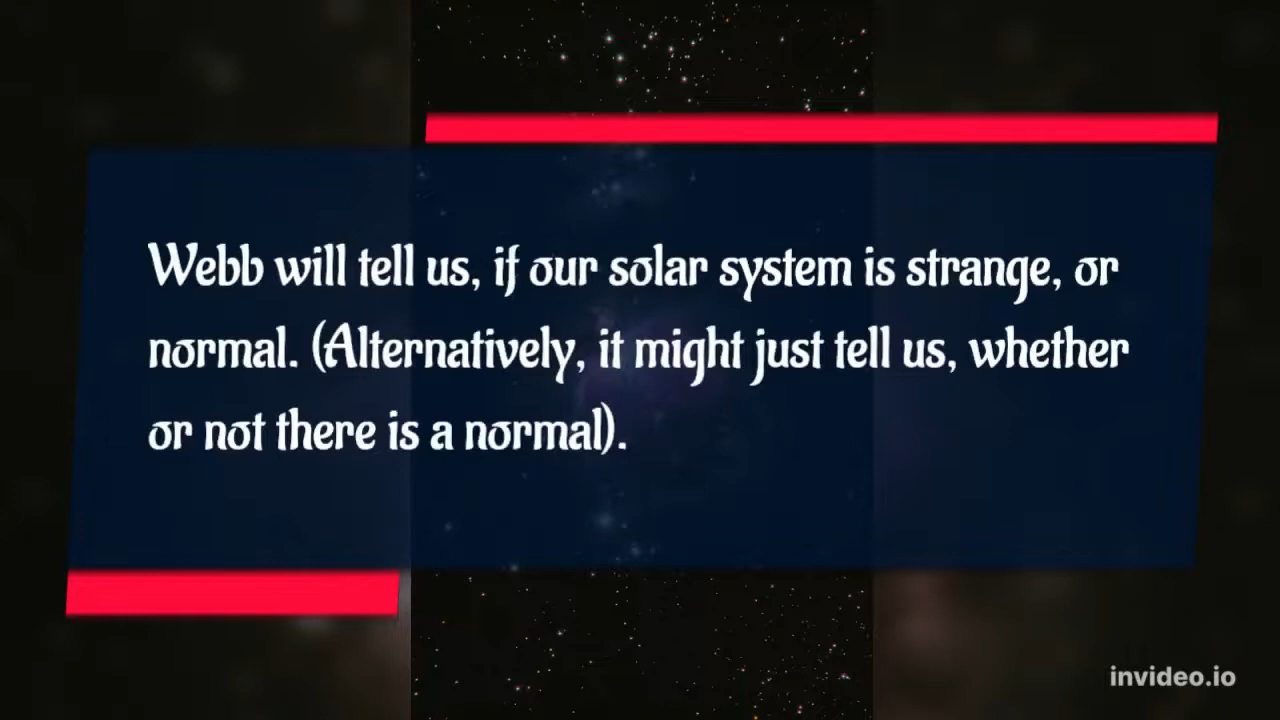 Webb will tell us, if our solar system is strange, or
normal. (Alternatively, it might just tell us, whether
or not there is a normal).
invideo.io